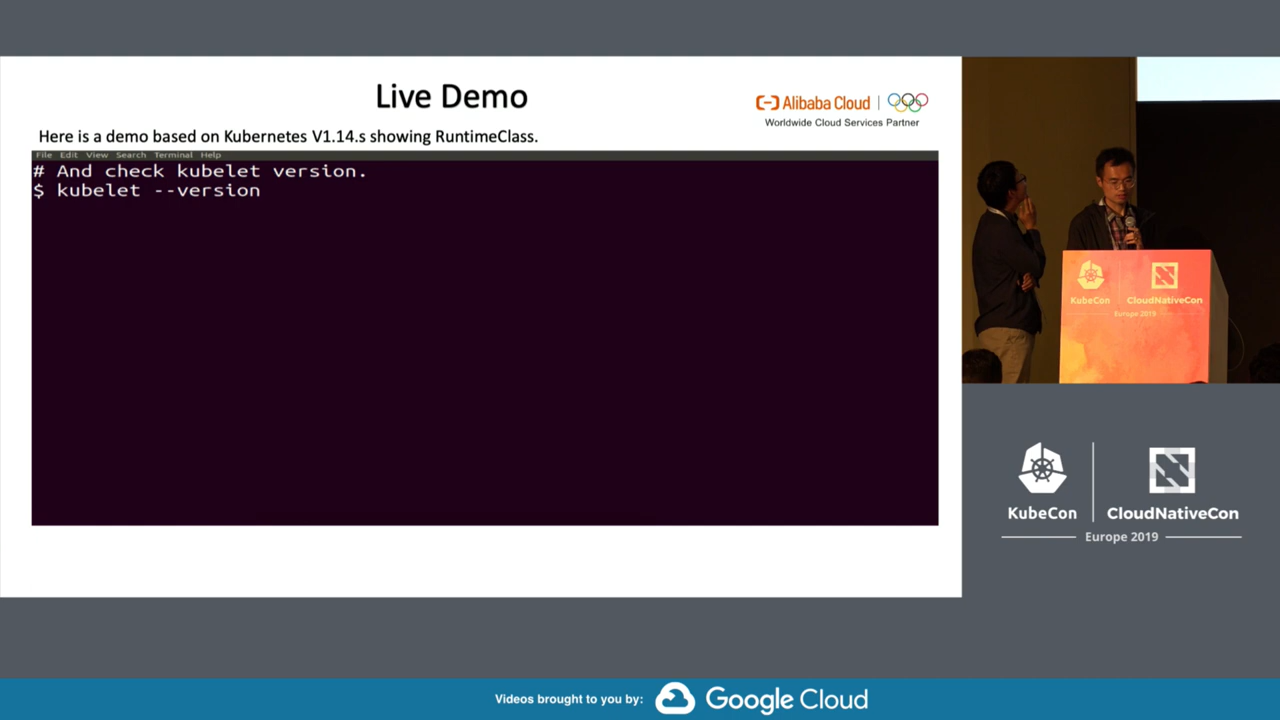 Live Demo
Alibaba Cloud
Worldwide Cloud Services Partner
Here is a demo based on Kubernetes V1.14.s showing RuntimeClass.
File Edit View Search Terminal Help
# And check kubelet version.
$ kubelet --version
KubeCon
CloudNativeCon
Europe 2019
KubeCon
CloudNativeCon
Europe 2019
Videos brought to you by:
Google Cloud